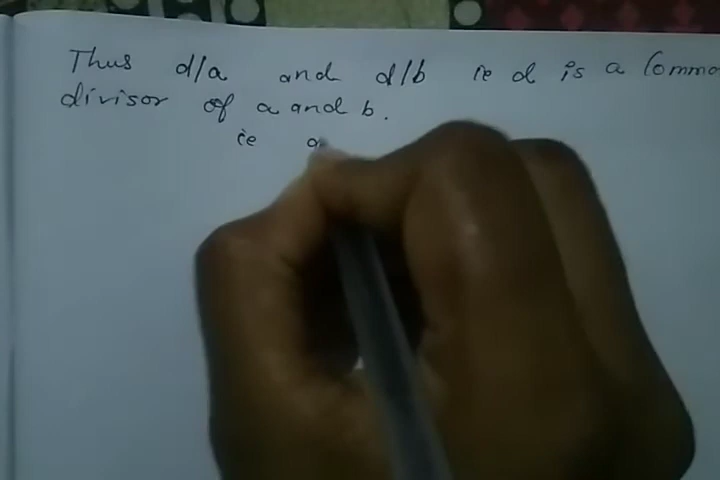 Thus d/a and d/b ie d is a Commo
divisor of a and b.
ie